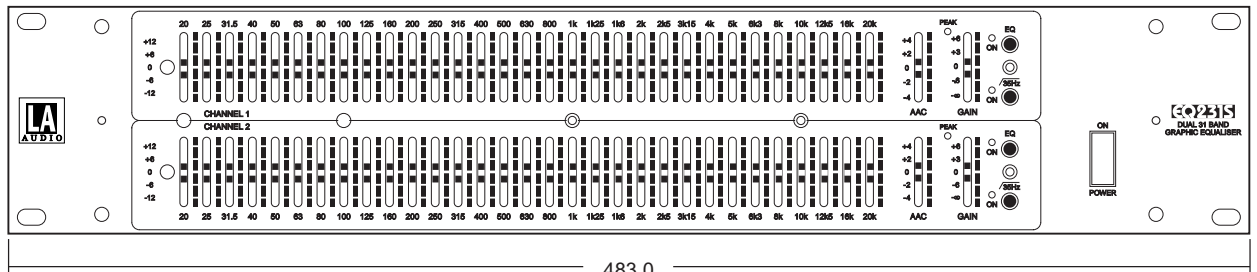 20 25 31.5 40 50 63 80 100 125 160 200 250 315 400 500 630 800 1k 1k25 1k6 2k 2k5 3k15 4k 5k 6k3 8k 10k 12k5 16k 20k
+12
+6
0
-6
-12
+4
+2
0
-2
-4
AAC
PEAK
+6
+3
0
-6
-∞
GAIN
EQ
ON
/35Hz
ON
CHANNEL 1
CHANNEL 2
+12
+6
0
-6
-12
+4
+2
0
-2
-4
AAC
PEAK
+6
+3
0
-6
-∞
GAIN
EQ
ON
/35Hz
ON
20 25 31.5 40 50 63 80 100 125 160 200 250 315 400 500 630 800 1k 1k25 1k6 2k 2k5 3k15 4k 5k 6k3 8k 10k 12k5 16k 20k
LA
AUDIO
ON
POWER
EQ231S
DUAL 31 BAND
GRAPHIC EQUALISER
483.0